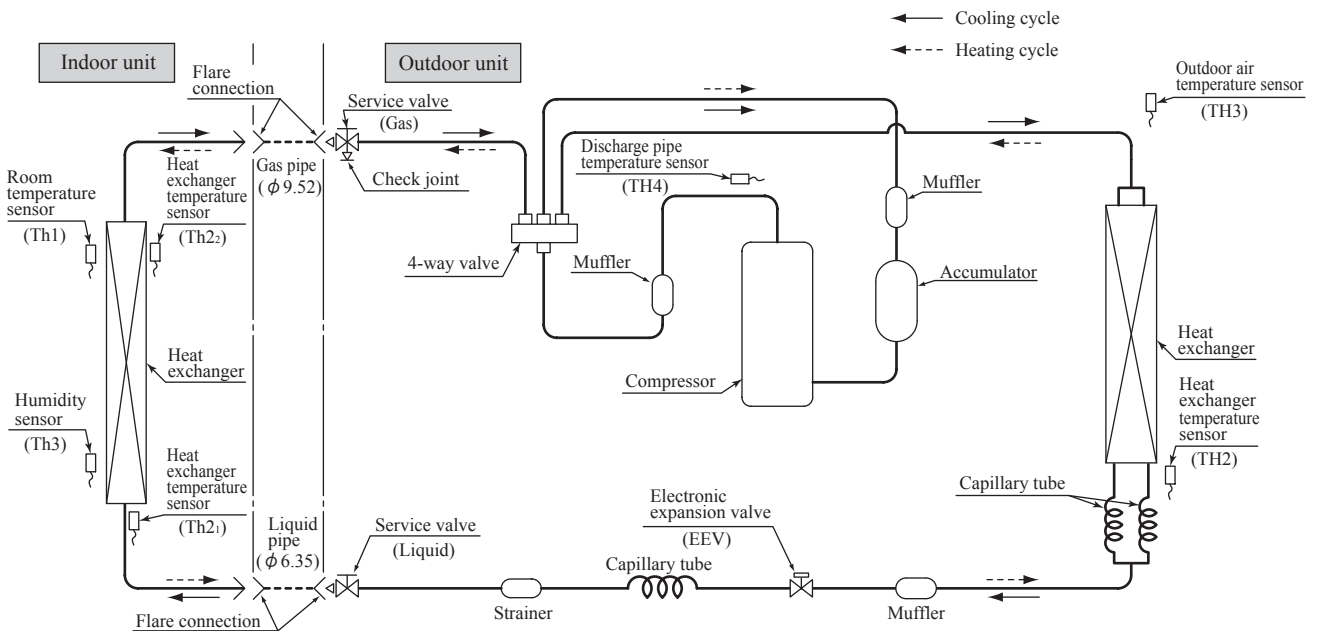 Cooling cycle
Heating cycle
Indoor unit
Outdoor unit
Flare
connection
Service valve
(Gas)
Check joint
Gas pipe
(ϕ9.52)
Outdoor air
temperature sensor
(TH3)
Room
temperature
sensor
(Th1)
Heat
exchanger
temperature
sensor
(Th2₂)
Discharge pipe
temperature sensor
(TH4)
Muffler
4-way valve
Muffler
Accumulator
Compressor
Heat
exchanger
Heat
exchanger
Humidity
sensor
(Th3)
Heat
exchanger
temperature
sensor
(Th2₁)
Heat
exchanger
temperature
sensor
(TH2)
Capillary tube
Liquid
pipe
(ϕ6.35)
Service valve
(Liquid)
Electronic
expansion valve
(EEV)
Capillary tube
Strainer
Muffler
Flare connection